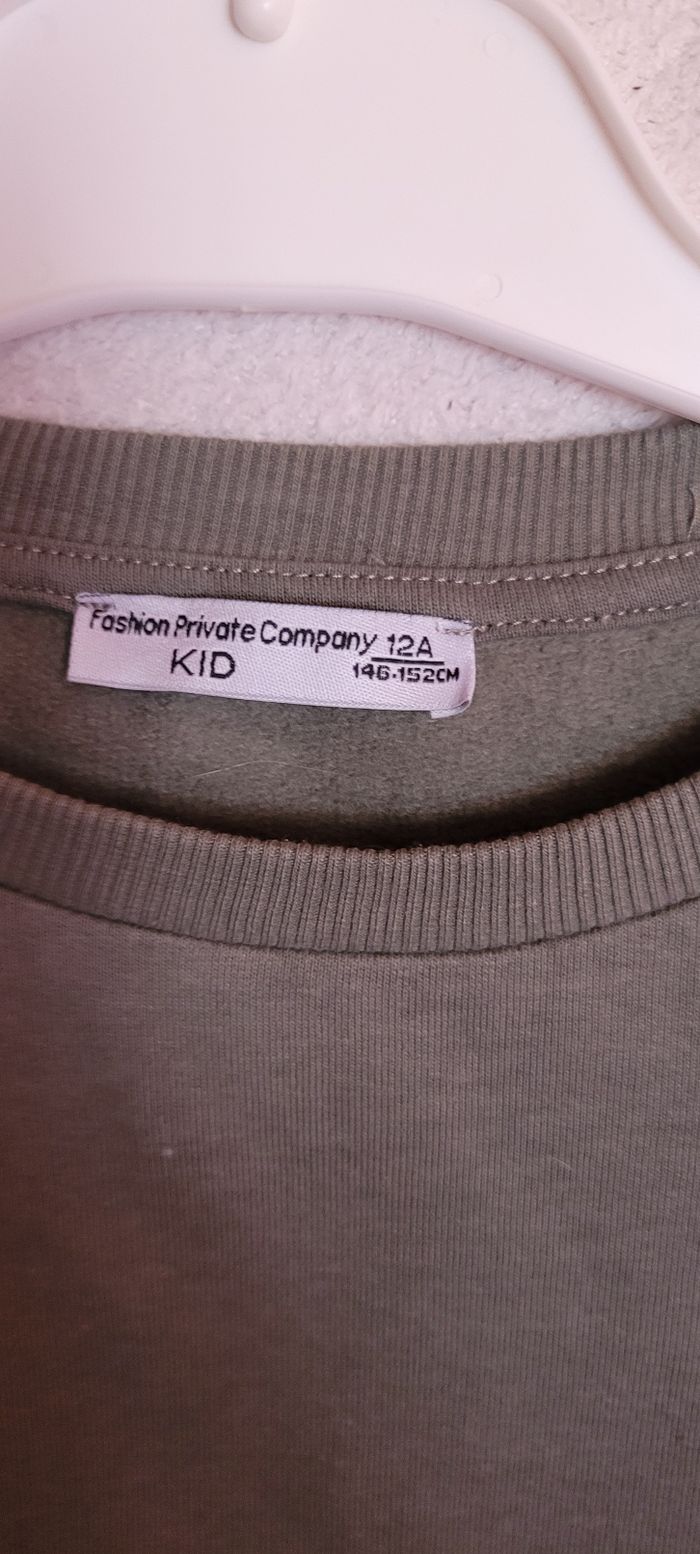 Fashion Private Company 12A
KID 146-152CM